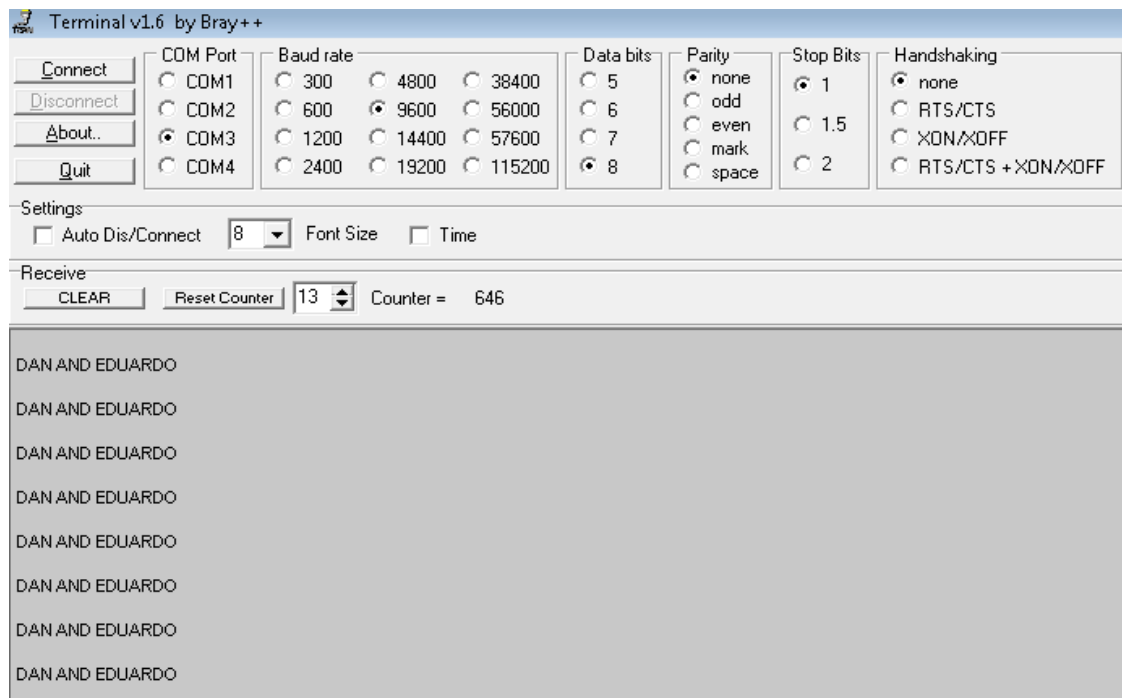 Terminal v1.6 by Bray++
Connect
Disconnect
About..
Quit
COM Port
COM1
COM2
COM3
COM4
Baud rate
300 4800 38400
600 9600 56000
1200 14400 57600
2400 19200 115200
Data bits
5
6
7
8
Parity
none
odd
even
mark
space
Stop Bits
1
1.5
2
Handshaking
none
RTS/CTS
XON/XOFF
RTS/CTS + XON/XOFF
Settings
Auto Dis/Connect 8 Font Size Time
Receive
CLEAR Reset Counter 13 Counter = 646
DAN AND EDUARDO
DAN AND EDUARDO
DAN AND EDUARDO
DAN AND EDUARDO
DAN AND EDUARDO
DAN AND EDUARDO
DAN AND EDUARDO
DAN AND EDUARDO